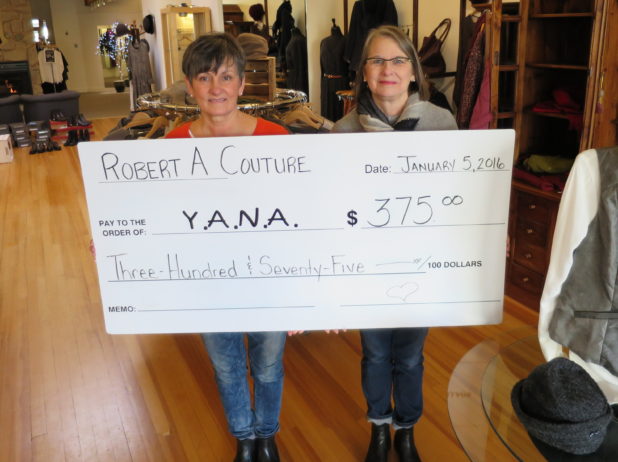 ROBERT A COUTURE
Date: JANUARY 5, 2016
PAY TO THE
ORDER OF: Y.A.N.A. $ 375.00
Three-Hundred & Seventy-Five /100 DOLLARS
MEMO: